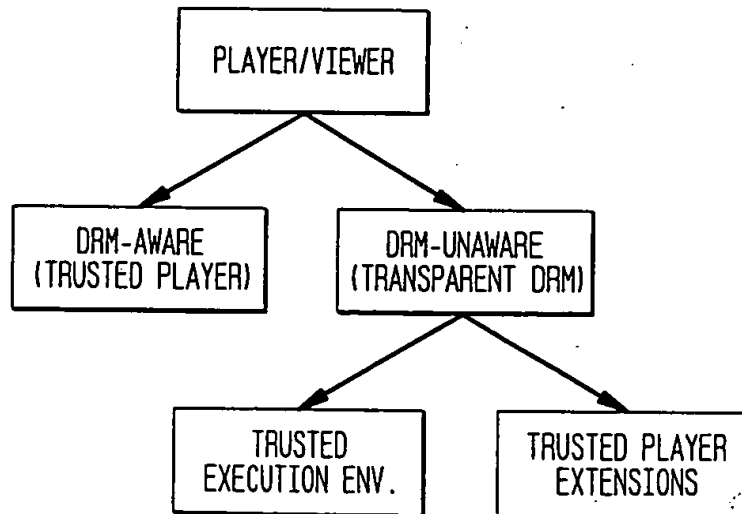 PLAYER/VIEWER
DRM-AWARE
(TRUSTED PLAYER)
DRM-UNAWARE
(TRANSPARENT DRM)
TRUSTED
EXECUTION ENV.
TRUSTED PLAYER
EXTENSIONS